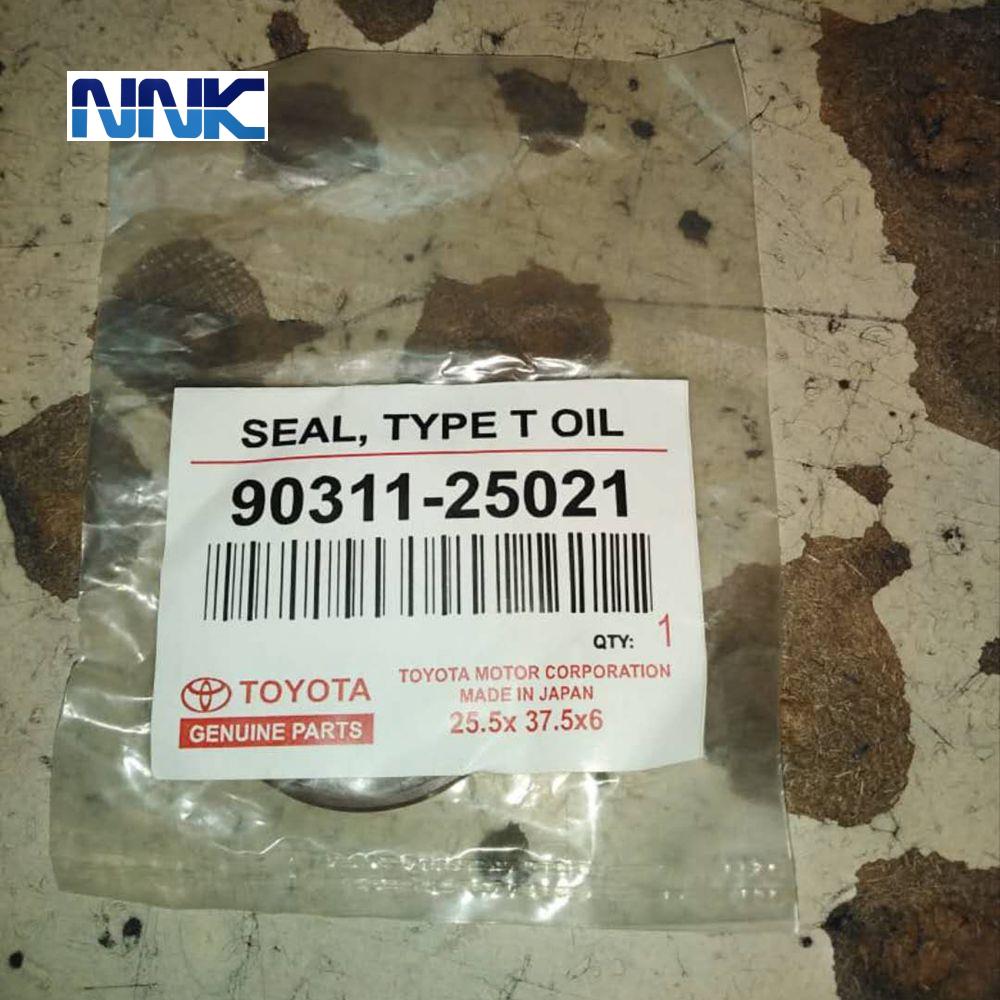 NNK
SEAL, TYPE T OIL
90311-25021
QTY: 1
TOYOTA
GENUINE PARTS
TOYOTA MOTOR CORPORATION
MADE IN JAPAN
25.5x 37.5x6